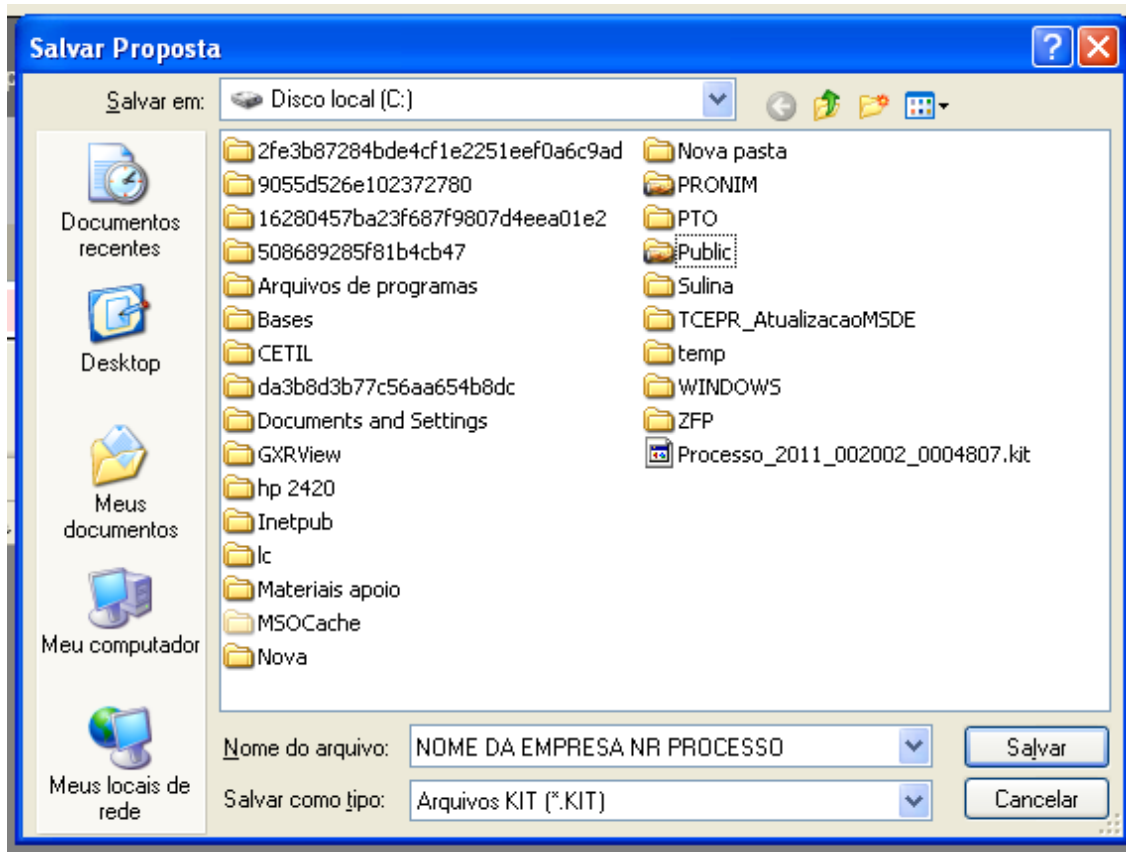 Salvar Proposta
Salvar em:
Disco local (C:)
Documentos
recentes
Desktop
Meus
documentos
Meu computador
Meus locais de
rede
2fe3b87284bde4cf1e2251eef0a6c9ad
9055d526e102372780
16280457ba23f687f9807d4eea01e2
508689285f81b4cb47
Arquivos de programas
Bases
CETIL
da3b8d3b77c56aa654b8dc
Documents and Settings
GXRView
hp 2420
Inetpub
lc
Materiais apoio
MSOCache
Nova
Nova pasta
PRONIM
PTO
Public
Sulina
TCEPR_AtualizacaoMSDE
temp
WINDOWS
ZFP
Processo_2011_002002_0004807.kit
Nome do arquivo:
NOME DA EMPRESA NR PROCESSO
Salvar
Salvar como tipo:
Arquivos KIT (*.KIT)
Cancelar